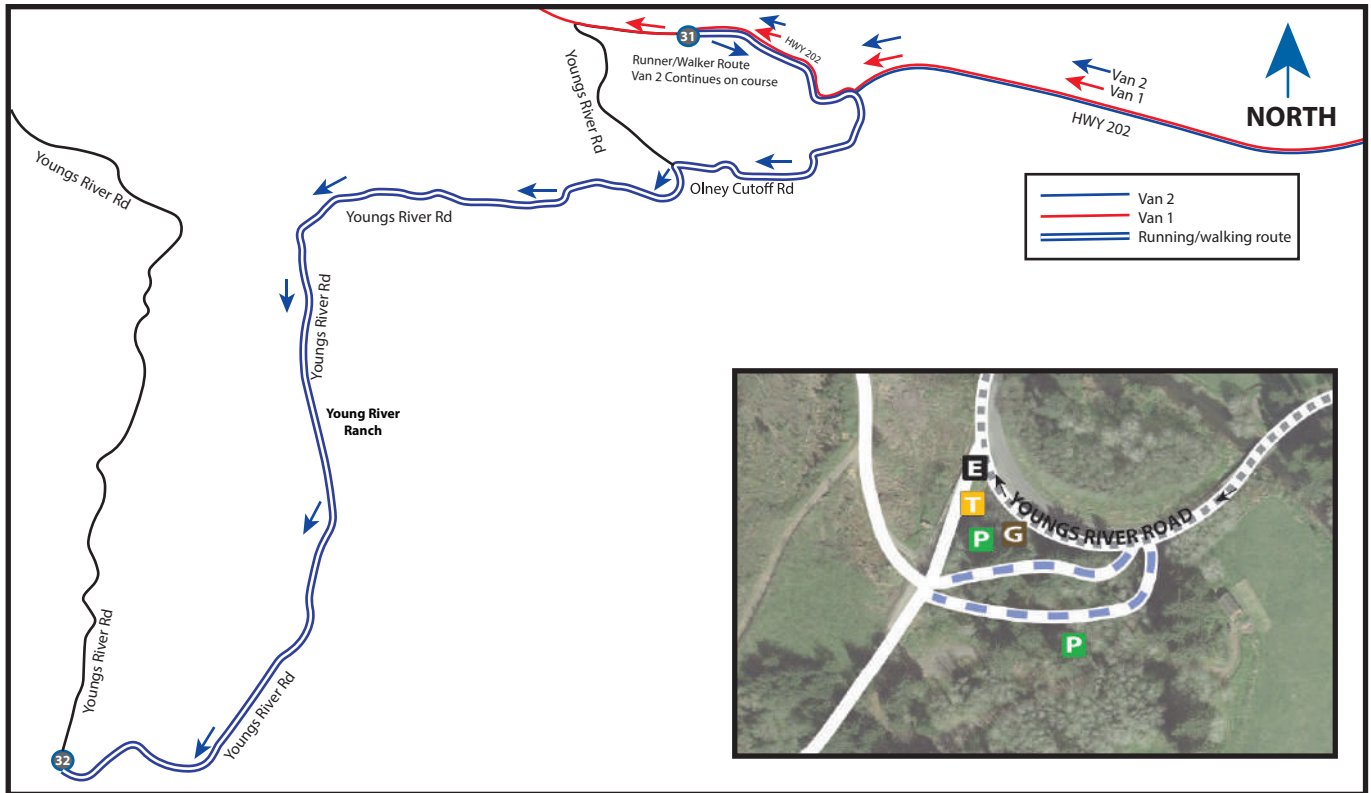 31
HWY 202
Runner/Walker Route
Van 2 Continues on course
Van 2
Van 1
HWY 202
NORTH
Youngs River Rd
Youngs River Rd
Olney Cutoff Rd
Youngs River Rd
Van 2
Van 1
Running/walking route
Youngs River Rd
Young River
Ranch
E
T
P
G
YOUNGS RIVER ROAD
P
Youngs River Rd
Youngs River Rd
32